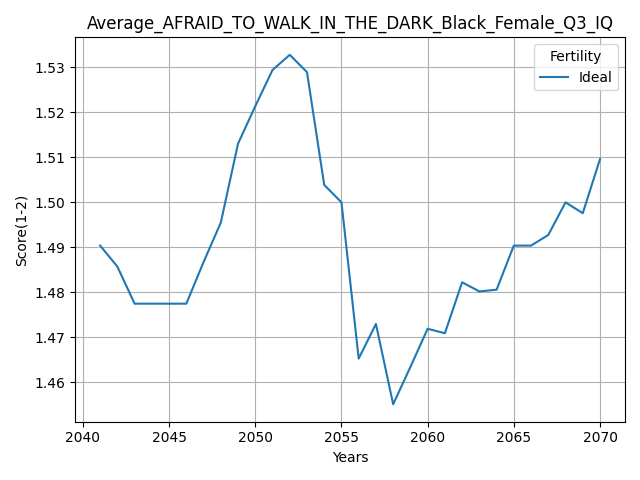 Average_AFRAID_TO_WALK_IN_THE_DARK_Black_Female_Q3_IQ
Fertility
Ideal
1.53
1.52
1.51
1.50
1.49
1.48
1.47
1.46
Score(1-2)
2040 2045 2050 2055 2060 2065 2070
Years